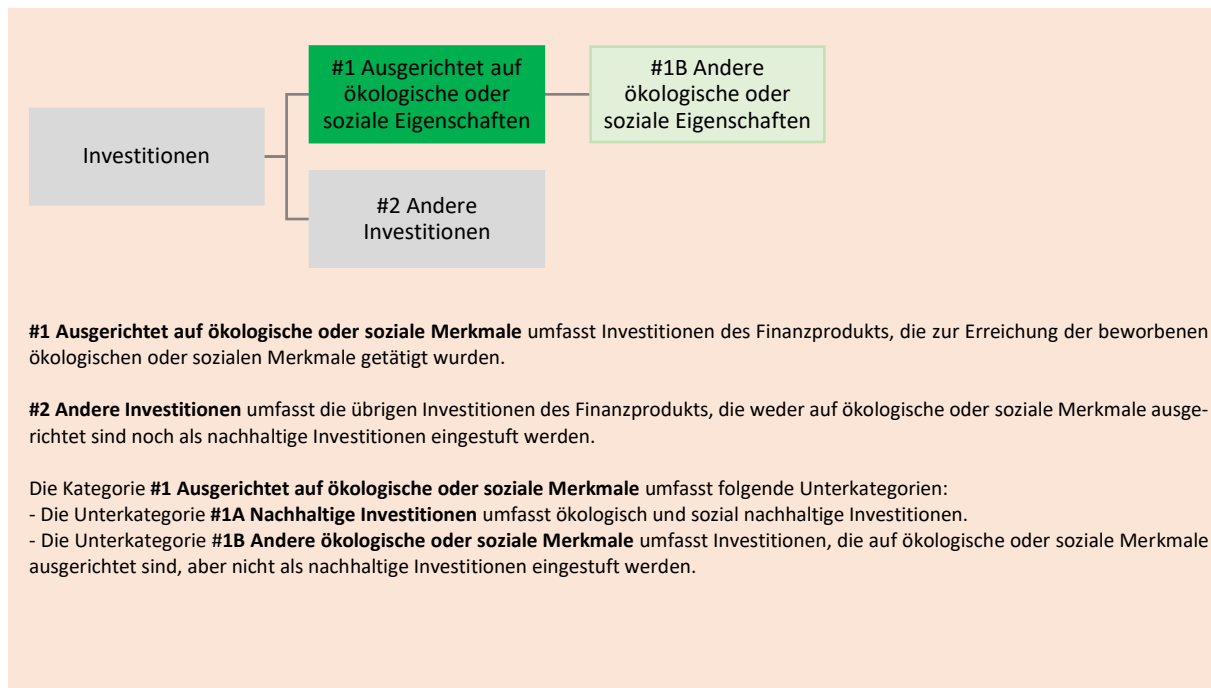 #1 Ausgerichtet auf
ökologische oder
soziale Eigenschaften
#1B Andere
ökologische oder
soziale Eigenschaften
Investitionen
#2 Andere
Investitionen
#1 Ausgerichtet auf ökologische oder soziale Merkmale umfasst Investitionen des Finanzprodukts, die zur Erreichung der beworbenen
ökologischen oder sozialen Merkmale getätigt wurden.
#2 Andere Investitionen umfasst die übrigen Investitionen des Finanzprodukts, die weder auf ökologische oder soziale Merkmale ausge-
richtet sind noch als nachhaltige Investitionen eingestuft werden.
Die Kategorie #1 Ausgerichtet auf ökologische oder soziale Merkmale umfasst folgende Unterkategorien:
- Die Unterkategorie #1A Nachhaltige Investitionen umfasst ökologisch und sozial nachhaltige Investitionen.
- Die Unterkategorie #1B Andere ökologische oder soziale Merkmale umfasst Investitionen, die auf ökologische oder soziale Merkmale
ausgerichtet sind, aber nicht als nachhaltige Investitionen eingestuft werden.